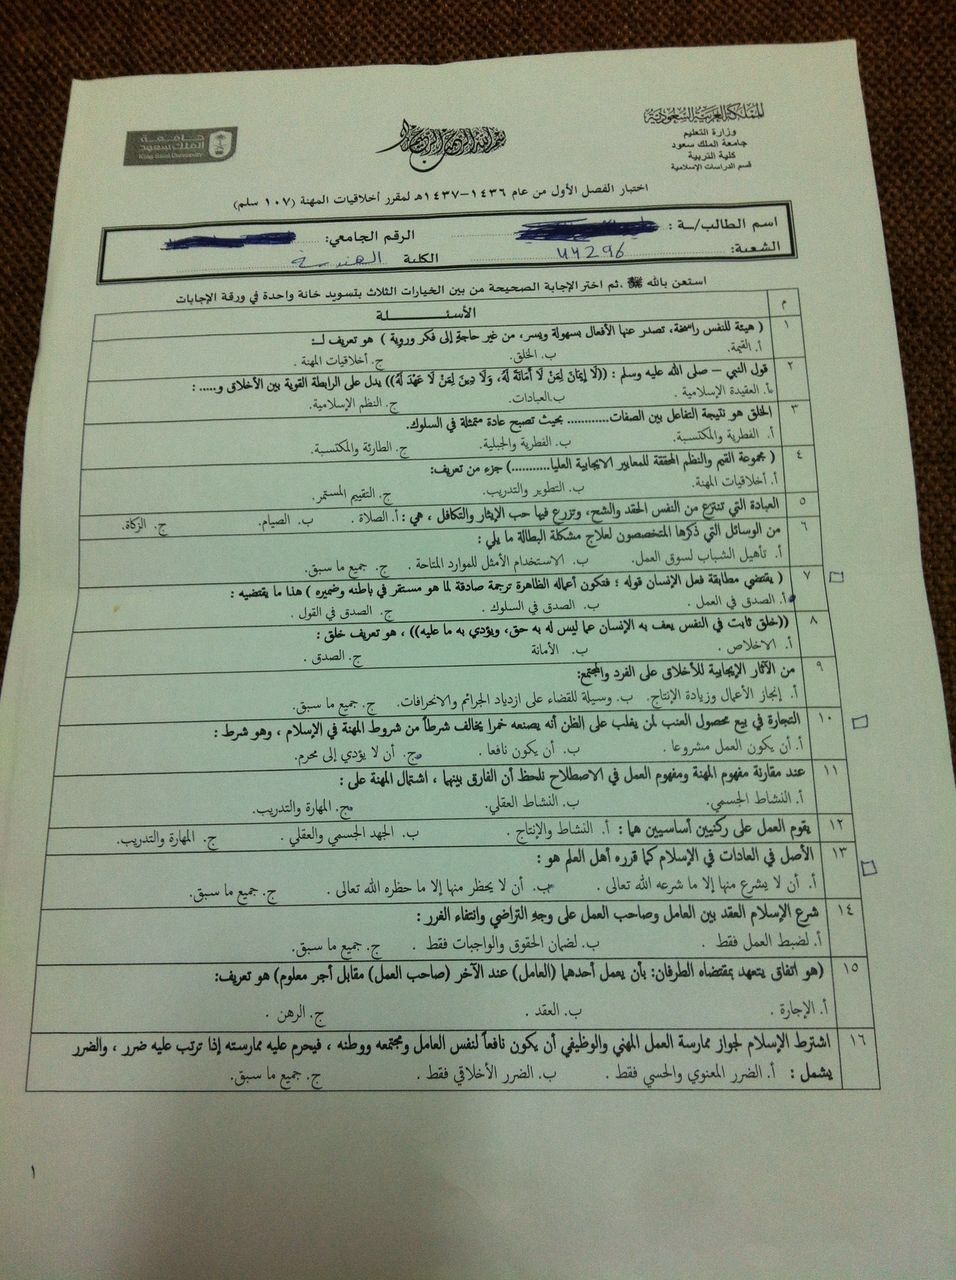 المملكة العربية السعودية
وزارة التعليم
جامعة الملك سعود
كلية التربية
قسم الدراسات الإسلامية
بسم الله الرحمن الرحيم
جامعة
الملك سعود
King Saud University
اختبار الفصل الأول من عام ١٤٣٦–١٤٣٧هـ لمقرر أخلاقيات المهنة (١٠٧ سلم)
اسم الطالب/ـة : الرقم الجامعي:
الشعبة: 44296 الكلية الهندسة
استعن بالله ﷻ .ثم اختر الإجابة الصحيحة من بين الخيارات الثلاث بتسويد خانة واحدة في ورقة الإجابات
م الأسئـــــلة
١ ( هيئة للنفس راسخة، تصدر عنها الأفعال بسهولة ويسر، من غير حاجة إلى فكر وروية ) هو تعريف لـ:
أ. القيمة. ب. الخلق. ج. أخلاقيات المهنة .
٢ قول النبي – صلى الله عليه وسلم : ((لَا إِيمَانَ لِمَنْ لَا أَمَانَةَ لَهُ، وَلَا دِينَ لِمَنْ لَا عَهْدَ لَهُ)) يدل على الرابطة القوية بين الأخلاق و..... :
أ. العقيدة الإسلامية . ب.العبادات. ج. النظم الإسلامية.
٣ الخلق هو نتيجة التفاعل بين الصفات........... بحيث تصبح عادة متمثلة في السلوك.
أ. الفطرية والمكتسبة. ب. الفطرية والجبلية. ج. الطارئة والمكتسبة.
٤ ( مجموعة القيم والنظم المحققة للمعايير الايجابية العليا...........) جزء من تعريف:
أ. أخلاقيات المهنة. ب. التطوير والتدريب. ج. التقييم المستمر.
٥ العبادة التي تنتزع من النفس الحقد والشح، وتزرع فيها حب الإيثار والتكافل ، هي : أ. الصلاة . ب. الصيام. ج. الزكاة.
٦ من الوسائل التي ذكرها المتخصصون لعلاج مشكلة البطالة ما يلي :
أ. تأهيل الشباب لسوق العمل. ب. الاستخدام الأمثل للموارد المتاحة . ج. جميع ما سبق.
٧ ( يقتضي مطابقة فعل الإنسان قوله ؛ فتكون أعماله الظاهرة ترجمة صادقة لما هو مستقر في باطنه وضميره ) هذا ما يقتضيه :
أ. الصدق في العمل . ب. الصدق في السلوك . ج. الصدق في القول .
٨ ((خلق ثابت في النفس يعف به الإنسان عما ليس له به حق، ويؤدي به ما عليه)) ، هو تعريف خلق :
أ. الاخلاص . ب. الأمانة ج. الصدق .
٩ من الآثار الإيجابية للأخلاق على الفرد والمجتمع:
أ. إنجاز الأعمال وزيادة الإنتاج. ب. وسيلة للقضاء على ازدياد الجرائم والانحرافات. ج. جميع ما سبق.
١٠ التجارة في بيع محصول العنب لمن يغلب على الظن أنه يصنعه خمرا يخالف شرطاً من شروط المهنة في الإسلام ، وهو شرط :
أ. أن يكون العمل مشروعا . ب. أن يكون نافعا . ج. أن لا يؤدي إلى محرم.
١١ عند مقارنة مفهوم المهنة ومفهوم العمل في الاصطلاح نلحظ أن الفارق بينهما ، اشتمال المهنة على :
أ. النشاط الجسمي. ب. النشاط العقلي. ج. المهارة والتدريب.
١٢ يقوم العمل على ركنيين أساسيين هما : أ. النشاط والإنتاج . ب. الجهد الجسمي والعقلي . ج. المهارة والتدريب.
١٣ الأصل في العادات في الإسلام كما قرره أهل العلم هو :
أ. أن لا يشرع منها إلا ما شرعه الله تعالى . ب. أن لا يحظر منها إلا ما حظره الله تعالى . ج. جميع ما سبق.
١٤ شرع الإسلام العقد بين العامل وصاحب العمل على وجه التراضي وانتفاء الغرر :
أ. لضبط العمل فقط . ب. لضمان الحقوق والواجبات فقط . ج. جميع ما سبق.
١٥ (هو اتفاق يتعهد بمقتضاه الطرفان: بأن يعمل أحدهما (العامل) عند الآخر (صاحب العمل) مقابل أجر معلوم) هو تعريف:
أ. الإجارة . ب. العقد . ج. الرهن .
١٦ اشترط الإسلام لجواز ممارسة العمل المهني والوظيفي أن يكون نافعاً لنفس العامل ومجتمعه ووطنه ، فيحرم عليه ممارسته إذا ترتب عليه ضرر ، والضرر
يشمل : أ. الضرر المعنوي والحسي فقط . ب. الضرر الأخلاقي فقط . ج. جميع ما سبق.
١